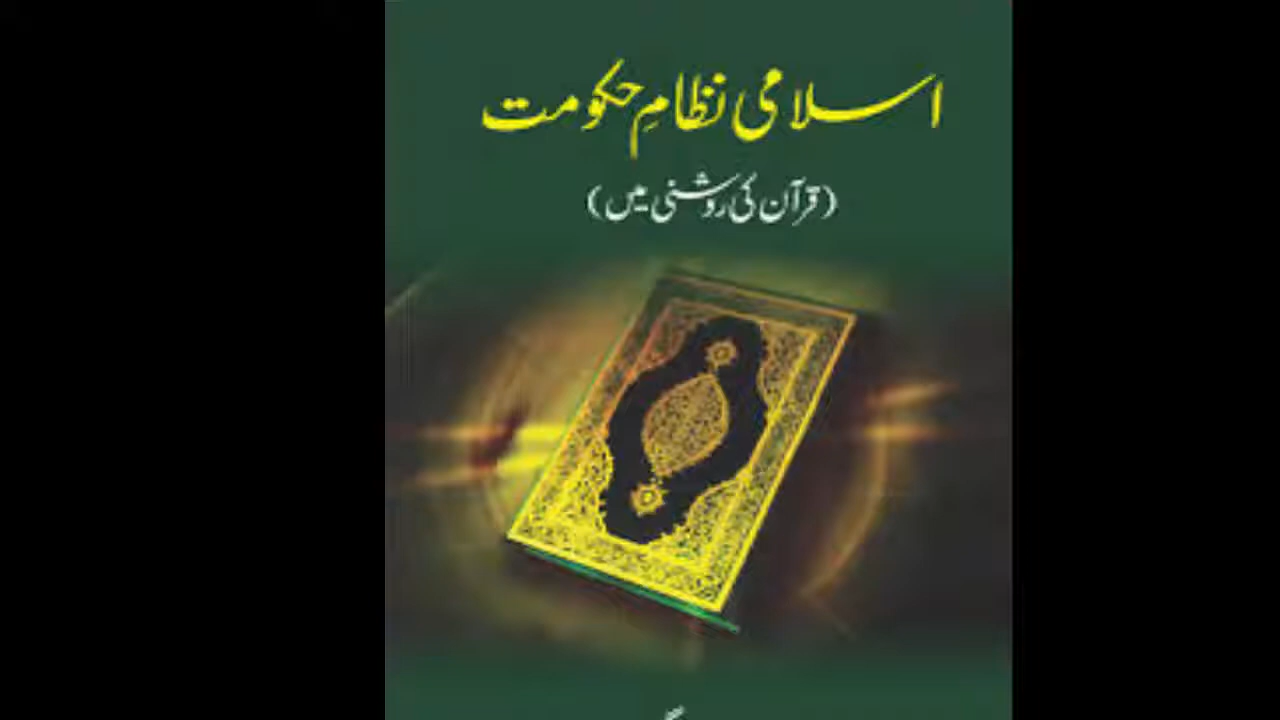 اسلامی نظامِ حکومت
(قرآن کی روشنی میں)